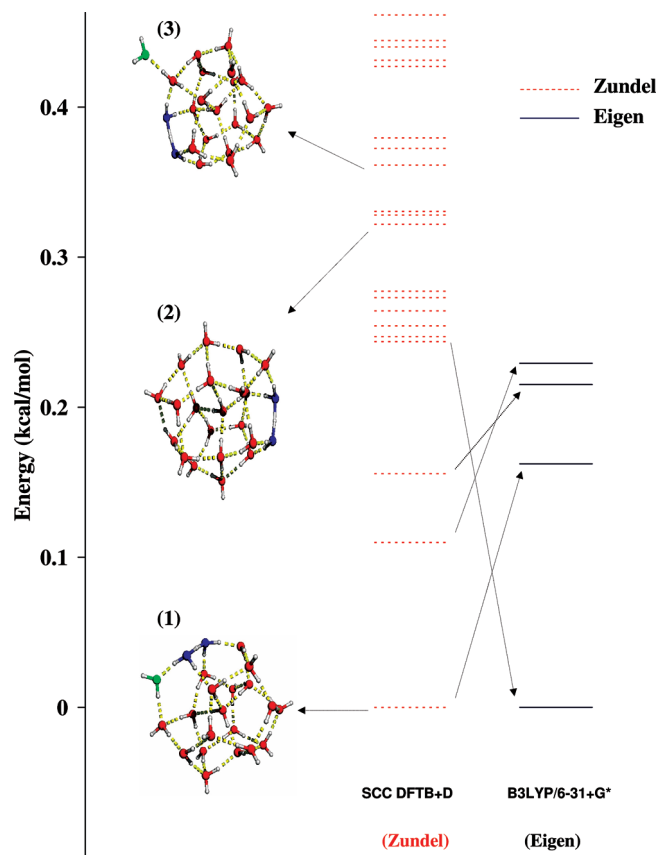 (3)
Zundel
Eigen
0.4
0.3
(2)
0.2
Energy (kcal/mol)
0.1
(1)
0
SCC DFTB+D
B3LYP/6-31+G*
(Zundel)
(Eigen)